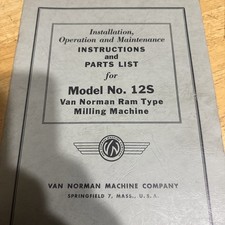 Installation,
Operation and Maintenance
INSTRUCTIONS
and
PARTS LIST
for
Model No. 12S
Van Norman Ram Type
Milling Machine
VN
VAN NORMAN MACHINE COMPANY
SPRINGFIELD 7, MASS., U. S. A.